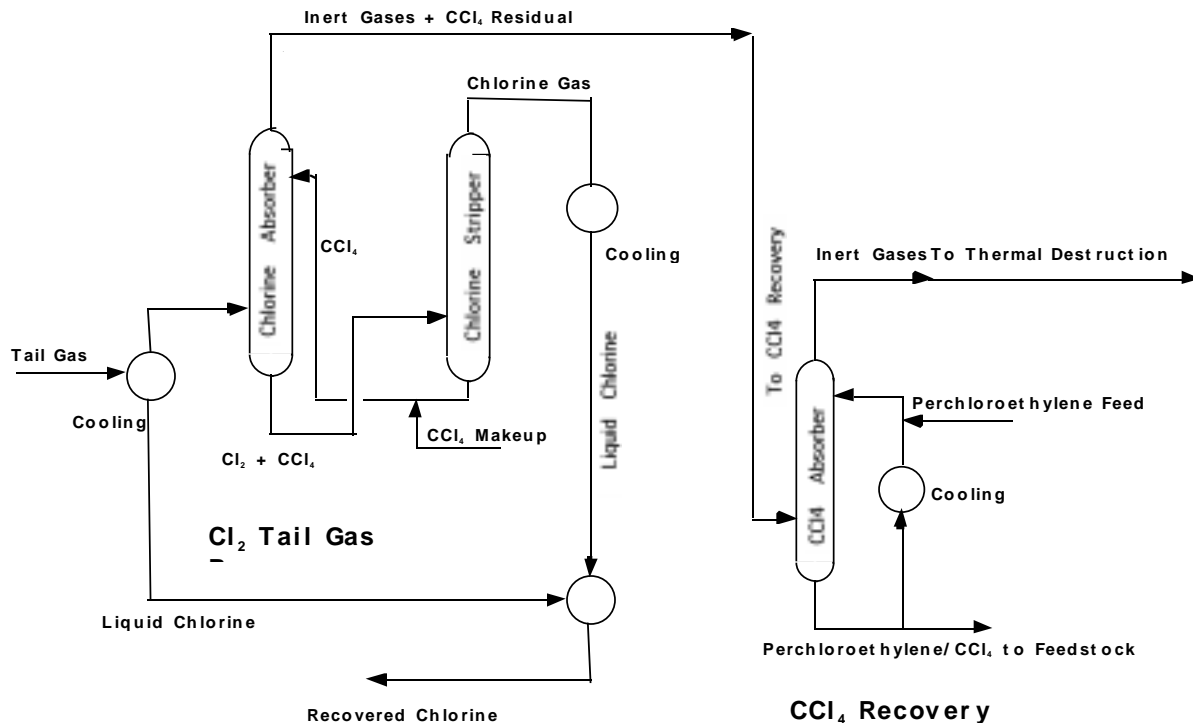 Inert Gases + CCl₄ Residual
Chlorine Gas
Chlorine Absorber
Chlorine Stripper
CCl₄
Cooling
To CCl4 Recovery
Inert Gases To Thermal Destruction
Tail Gas
Cooling
Liquid Chlorine
CCl₄ Makeup
Cl₂ + CCl₄
Perchloroethylene Feed
CCl4 Absorber
Cooling
Cl₂ Tail Gas
Liquid Chlorine
Perchloroethylene/CCl₄ to Feedstock
Recovered Chlorine
CCl₄ Recovery